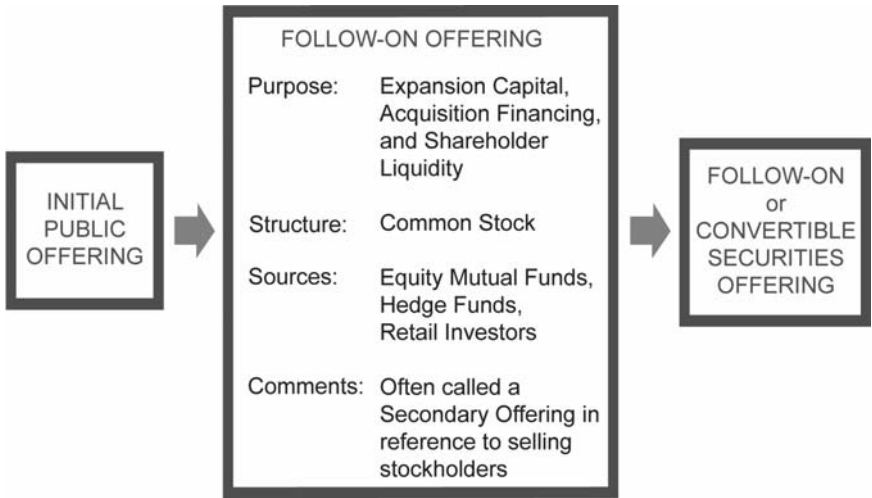 INITIAL
PUBLIC
OFFERING
FOLLOW-ON OFFERING
Purpose: Expansion Capital,
Acquisition Financing,
and Shareholder
Liquidity
Structure: Common Stock
Sources: Equity Mutual Funds,
Hedge Funds,
Retail Investors
Comments: Often called a
Secondary Offering in
reference to selling
stockholders
FOLLOW-ON
or
CONVERTIBLE
SECURITIES
OFFERING